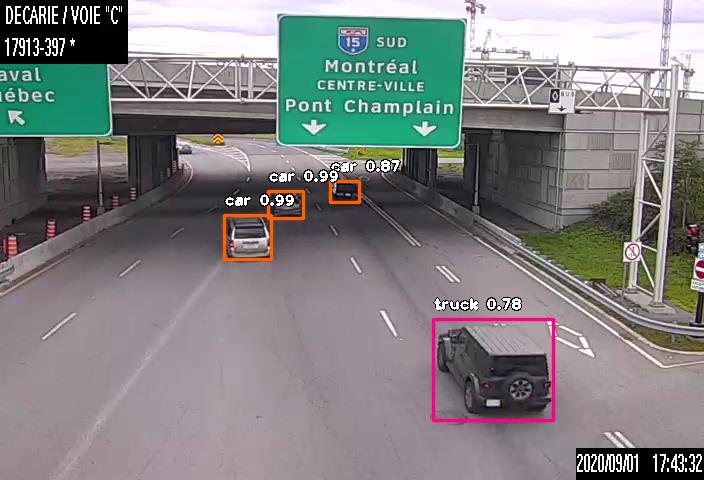 DECARIE / VOIE "C"
17913-397 *
aval
ébec
15 SUD
Montréal
CENTRE-VILLE
Pont Champlain
BUS
car 0.87
car 0.99
car 0.99
truck 0.78
2020/09/01 17:43:32